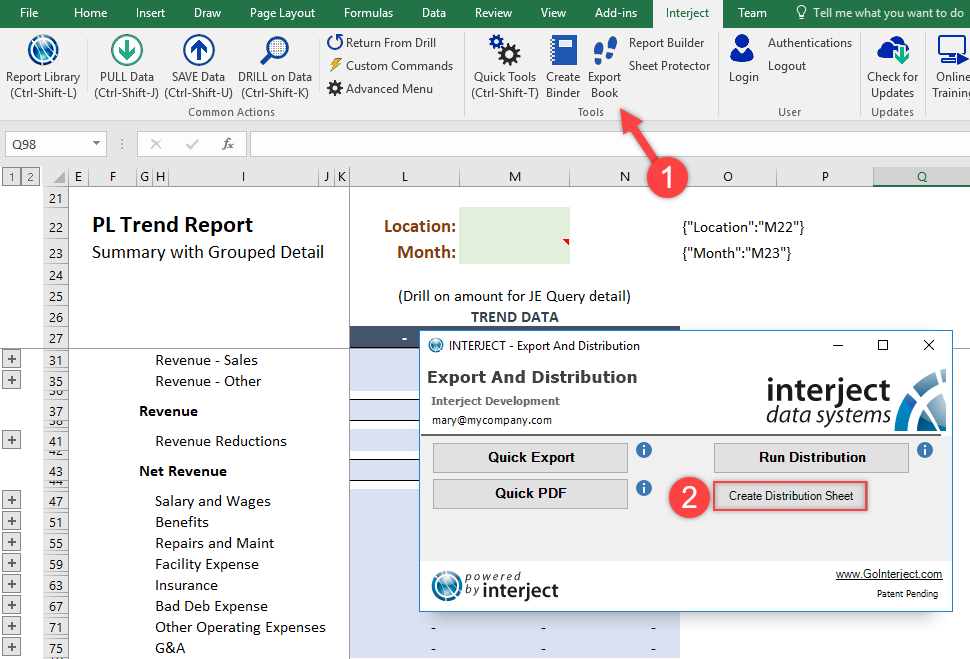 File Home Insert Draw Page Layout Formulas Data Review View Add-ins Interject Team Tell me what you want to do
Report Library
(Ctrl-Shift-L)
PULL Data
(Ctrl-Shift-J)
SAVE Data
(Ctrl-Shift-U)
DRILL on Data
(Ctrl-Shift-K)
Return From Drill
Custom Commands
Advanced Menu
Common Actions
Quick Tools
(Ctrl-Shift-T)
Create
Binder
Export
Book
Report Builder
Sheet Protector
Tools
Login
Authentications
Logout
User
Check for
Updates
Updates
Online
Training
Q98 fx
1
1 2 E F G H I J K L M N O P Q
21
22 PL Trend Report Location: {"Location":"M22"}
23 Summary with Grouped Detail Month: {"Month":"M23"}
24
25 (Drill on amount for JE Query detail)
26 TREND DATA
27 -
31 Revenue - Sales
35 Revenue - Other
36
37 Revenue
38
41 Revenue Reductions
42
43 Net Revenue
44
47 Salary and Wages
51 Benefits
55 Repairs and Maint
59 Facility Expense
63 Insurance
67 Bad Deb Expense
71 Other Operating Expenses - - -
75 G&A - - -
INTERJECT - Export And Distribution
Export And Distribution
Interject Development
mary@mycompany.com
interject
data systems
Quick Export
Run Distribution
Quick PDF
2
Create Distribution Sheet
powered
by interject
www.GoInterject.com
Patent Pending